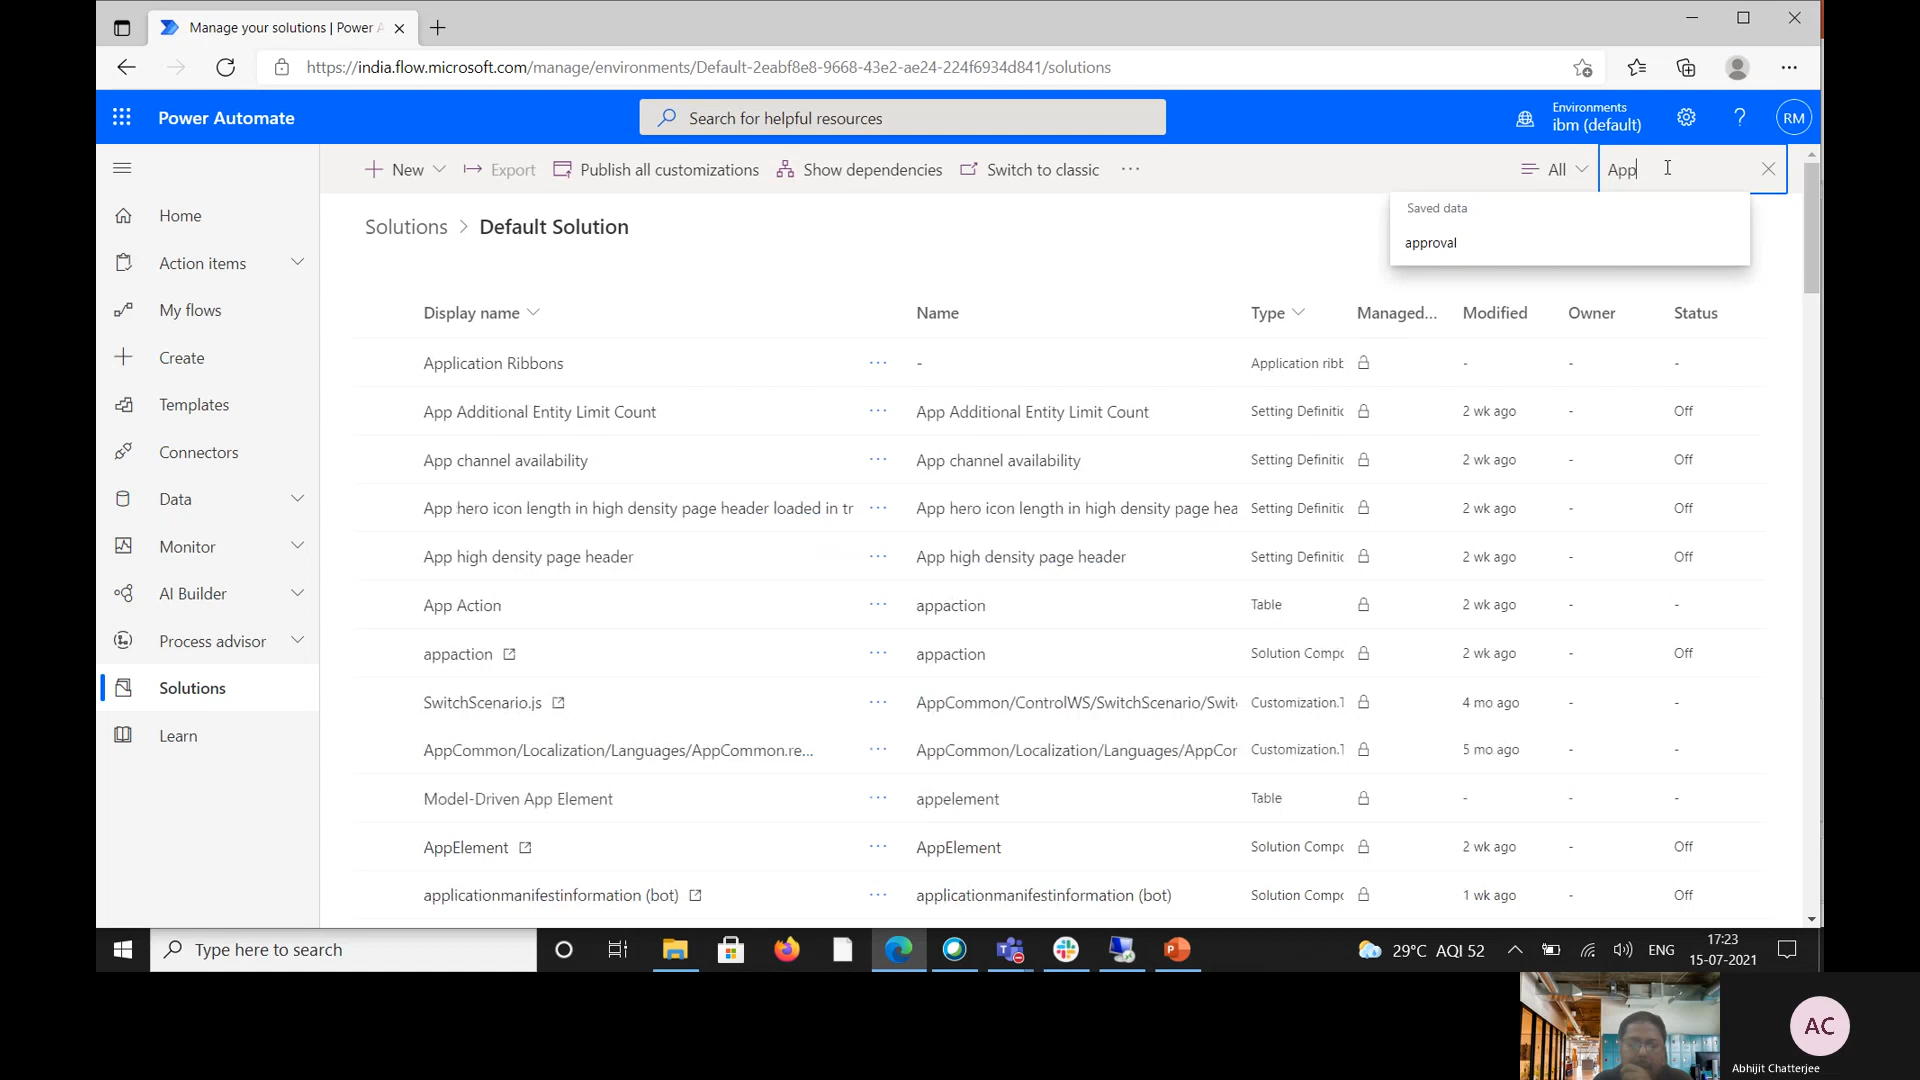 Manage your solutions | Power A
https://india.flow.microsoft.com/manage/environments/Default-2eabf8e8-9668-43e2-ae24-224f6934d841/solutions
Power Automate
Search for helpful resources
Environments
ibm (default)
RM
New
Export
Publish all customizations
Show dependencies
Switch to classic
All
App
Saved data
approval
Home
Action items
My flows
Create
Templates
Connectors
Data
Monitor
AI Builder
Process advisor
Solutions
Learn
Solutions > Default Solution
Display name Name Type Managed... Modified Owner Status
Application Ribbons ... - Application ribb - - -
App Additional Entity Limit Count ... App Additional Entity Limit Count Setting Definitic 2 wk ago - Off
App channel availability ... App channel availability Setting Definitic 2 wk ago - Off
App hero icon length in high density page header loaded in tr ... App hero icon length in high density page hea Setting Definitic 2 wk ago - Off
App high density page header ... App high density page header Setting Definitic 2 wk ago - Off
App Action ... appaction Table 2 wk ago - -
appaction ... appaction Solution Compc 2 wk ago - Off
SwitchScenario.js ... AppCommon/ControlWS/SwitchScenario/Swit Customization.T 4 mo ago - -
AppCommon/Localization/Languages/AppCommon.re... ... AppCommon/Localization/Languages/AppCor Customization.T 5 mo ago - -
Model-Driven App Element ... appelement Table - - -
AppElement ... AppElement Solution Compc 2 wk ago - Off
applicationmanifestinformation (bot) ... applicationmanifestinformation (bot) Solution Compc 1 wk ago - Off
Type here to search
29°C AQI 52
ENG
17:23
15-07-2021
AC
Abhijit Chatterjee